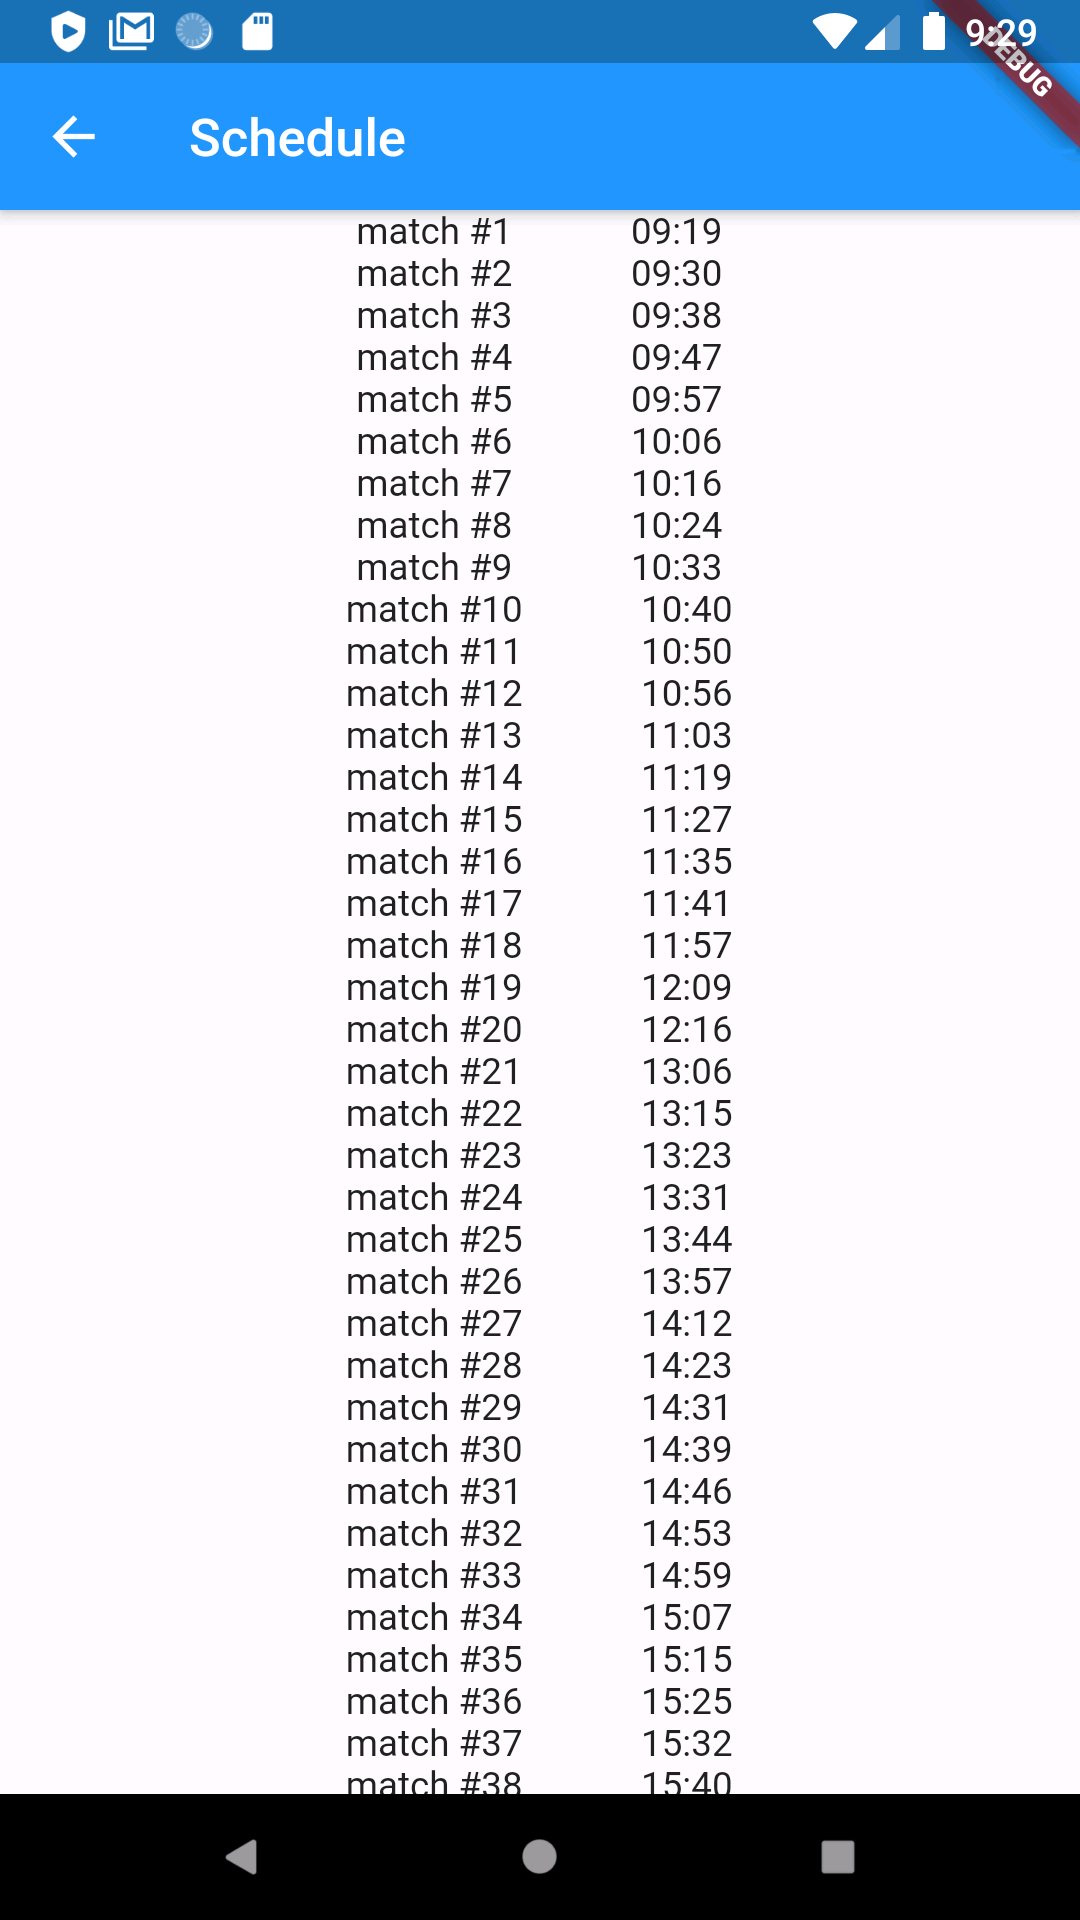 9:29
DEBUG
Schedule
match #1 09:19
match #2 09:30
match #3 09:38
match #4 09:47
match #5 09:57
match #6 10:06
match #7 10:16
match #8 10:24
match #9 10:33
match #10 10:40
match #11 10:50
match #12 10:56
match #13 11:03
match #14 11:19
match #15 11:27
match #16 11:35
match #17 11:41
match #18 11:57
match #19 12:09
match #20 12:16
match #21 13:06
match #22 13:15
match #23 13:23
match #24 13:31
match #25 13:44
match #26 13:57
match #27 14:12
match #28 14:23
match #29 14:31
match #30 14:39
match #31 14:46
match #32 14:53
match #33 14:59
match #34 15:07
match #35 15:15
match #36 15:25
match #37 15:32
match #38 15:40